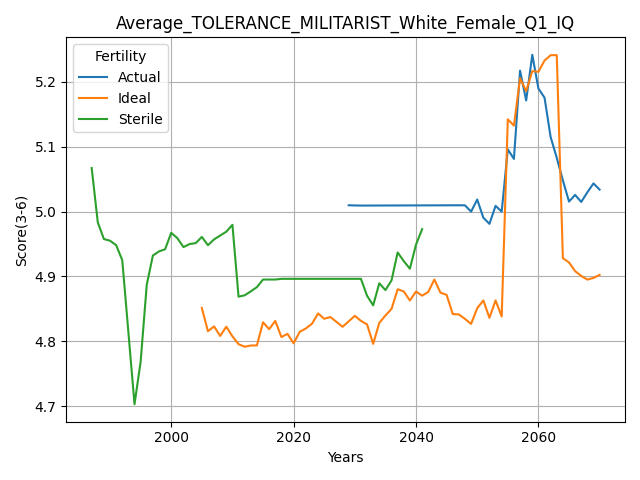 Average_TOLERANCE_MILITARIST_White_Female_Q1_IQ
Fertility
Actual
Ideal
Sterile
Score(3-6)
5.2
5.1
5.0
4.9
4.8
4.7
2000 2020 2040 2060
Years